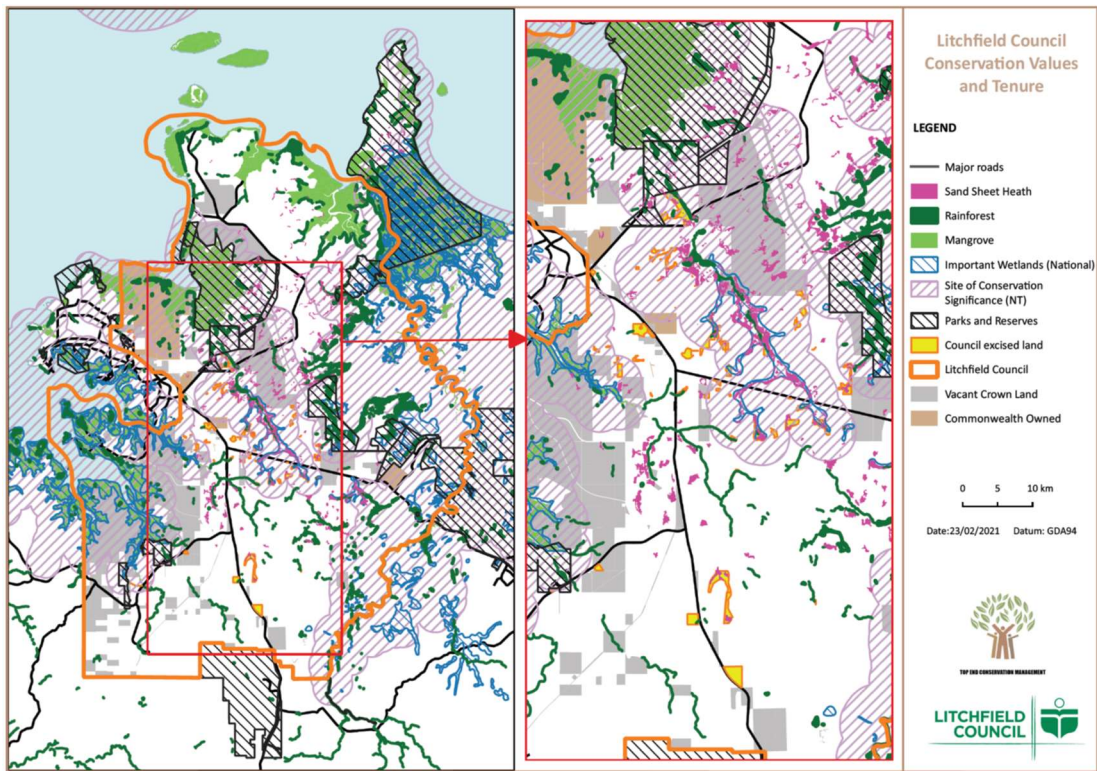 Litchfield Council
Conservation Values
and Tenure
LEGEND
Major roads
Sand Sheet Heath
Rainforest
Mangrove
Important Wetlands (National)
Site of Conservation
Significance (NT)
Parks and Reserves
Council excised land
Litchfield Council
Vacant Crown Land
Commonwealth Owned
0 5 10 km
Date:23/02/2021 Datum: GDA94
TOP END CONSERVATION MANAGEMENT
LITCHFIELD
COUNCIL